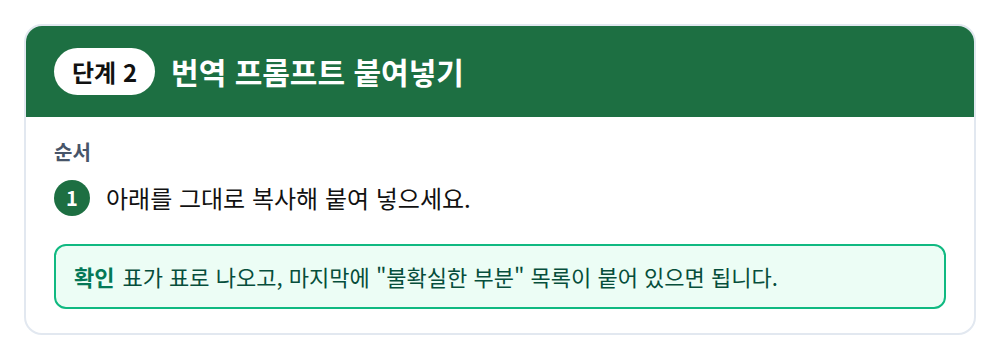 단계 2 번역 프롬프트 붙여넣기
순서
1 아래를 그대로 복사해 붙여 넣으세요.
확인 표가 표로 나오고, 마지막에 "불확실한 부분" 목록이 붙어 있으면 됩니다.